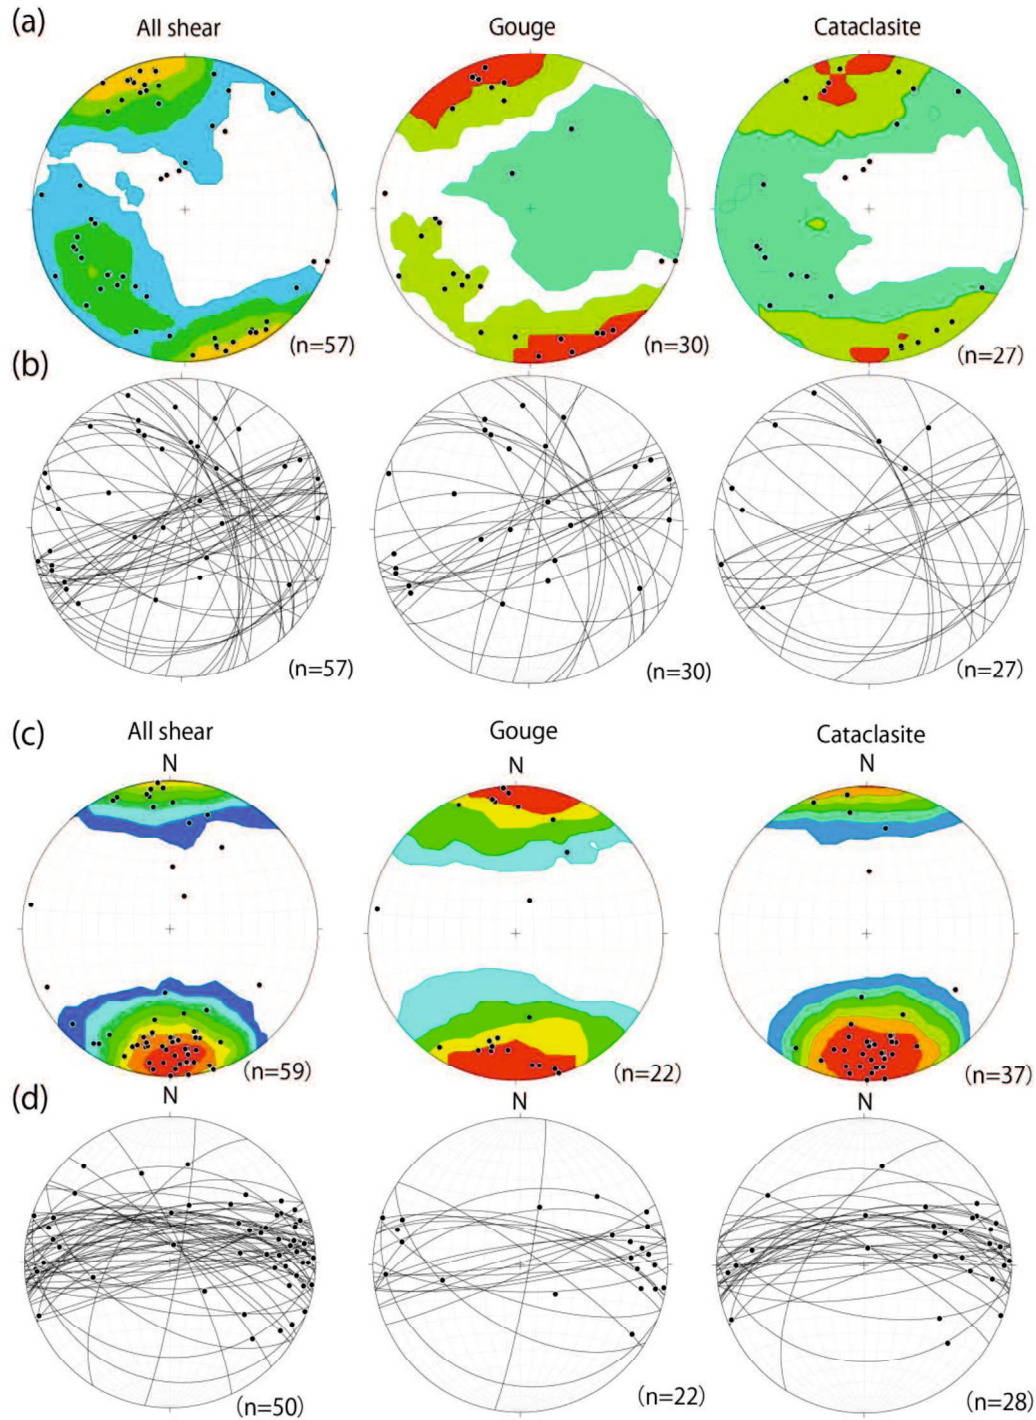 (a)
All shear Gouge Cataclasite
(n=57) (n=30) (n=27)
(b)
(n=57) (n=30) (n=27)
(c)
All shear Gouge Cataclasite
N N N
(n=59) (n=22) (n=37)
(d)
N N N
(n=50) (n=22) (n=28)